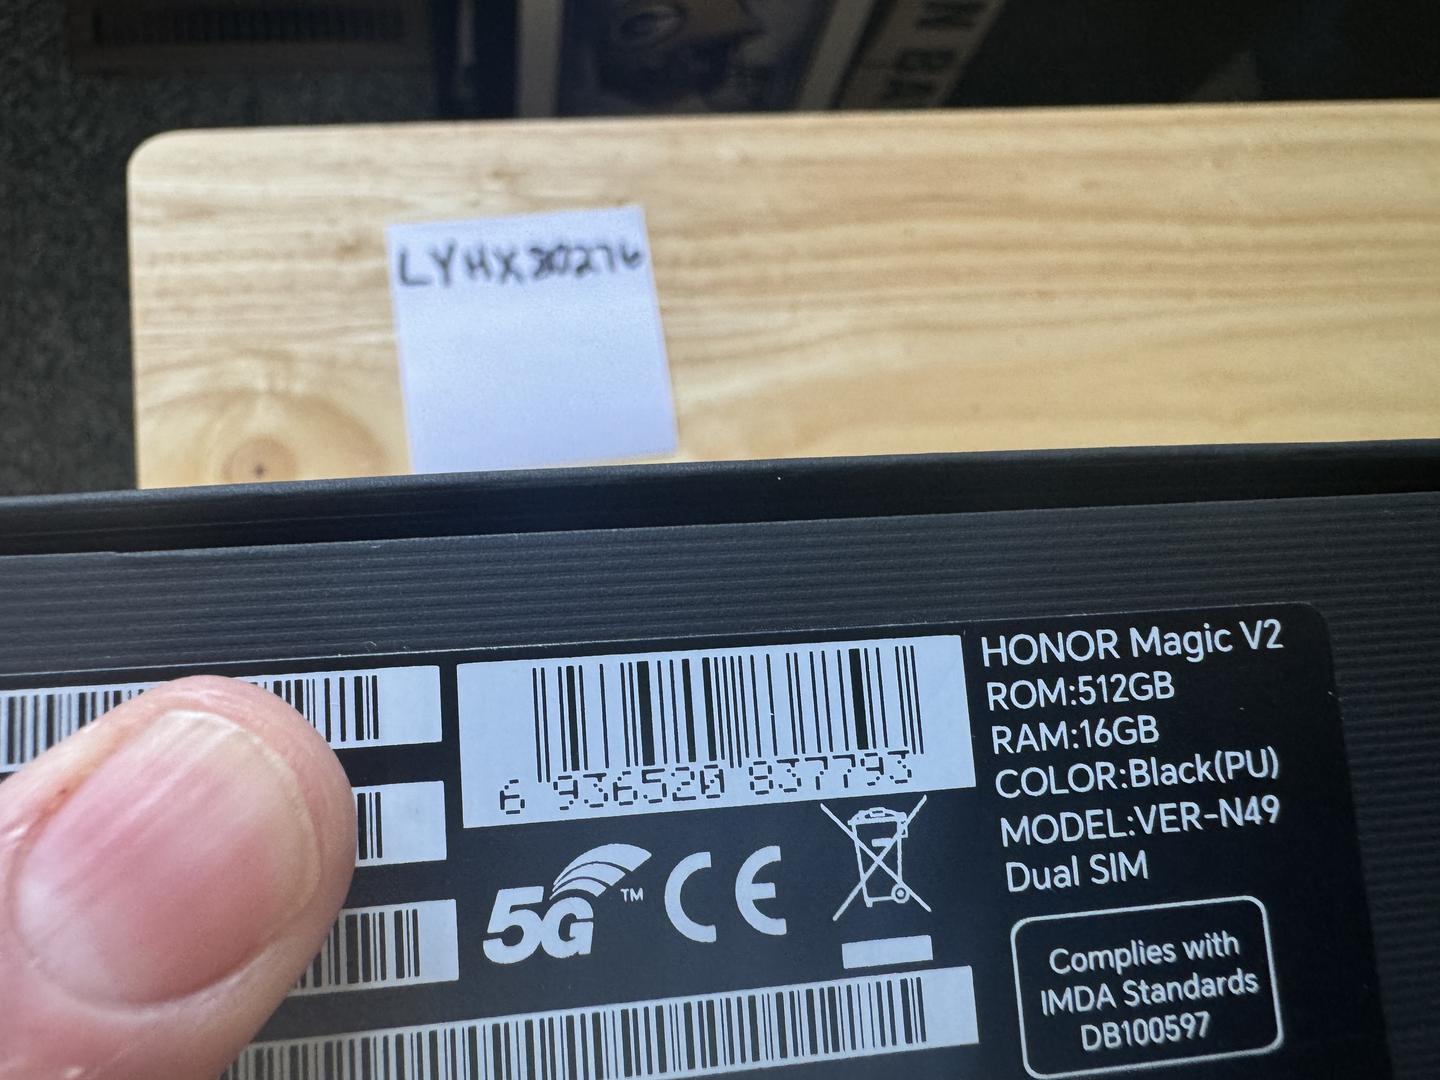 LYHX30276
HONOR Magic V2
ROM:512GB
RAM:16GB
COLOR:Black(PU)
MODEL:VER-N49
Dual SIM
6 936520 837793
5G™ CE
Complies with
IMDA Standards
DB100597